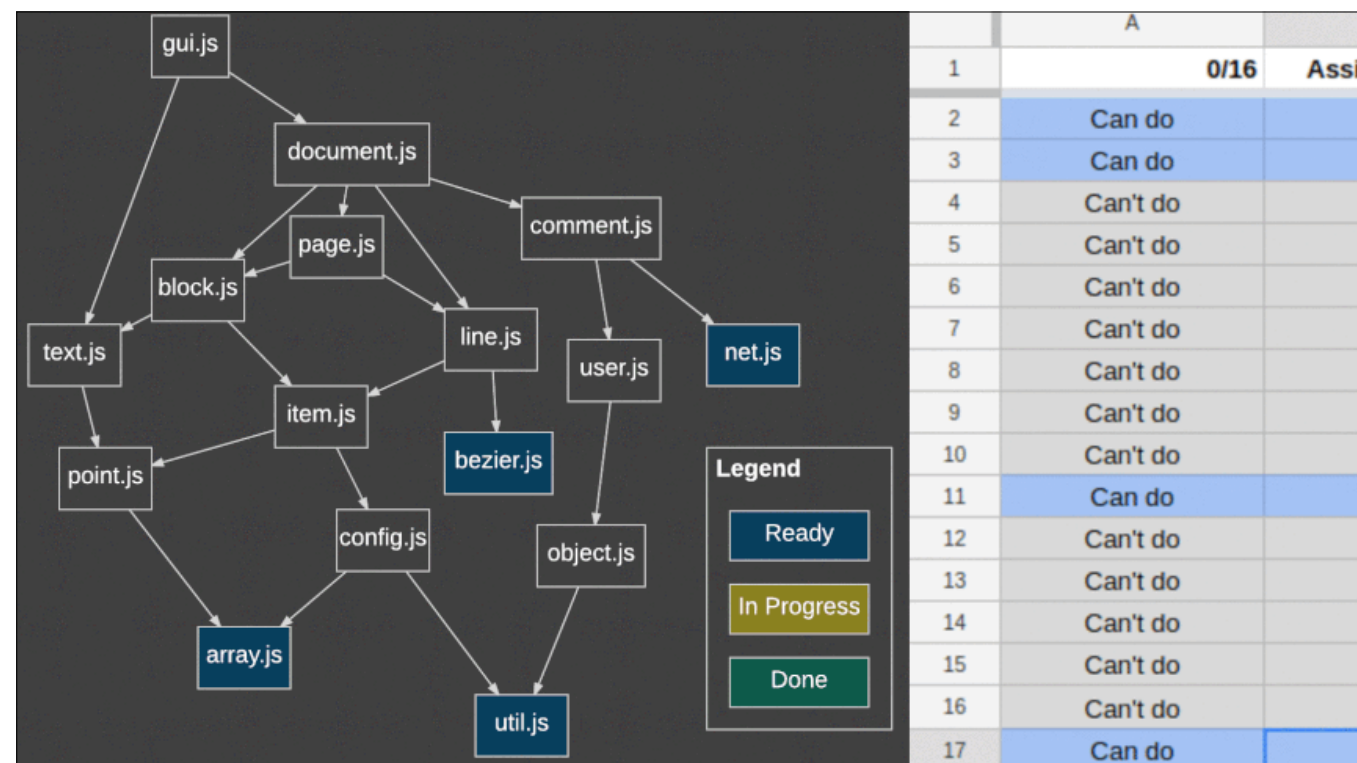 gui.js
document.js
comment.js
page.js
block.js
line.js
text.js
user.js
net.js
item.js
bezier.js
point.js
config.js
object.js
array.js
util.js
Legend
Ready
In Progress
Done
A
1 0/16 Assi
2 Can do
3 Can do
4 Can't do
5 Can't do
6 Can't do
7 Can't do
8 Can't do
9 Can't do
10 Can't do
11 Can do
12 Can't do
13 Can't do
14 Can't do
15 Can't do
16 Can't do
17 Can do